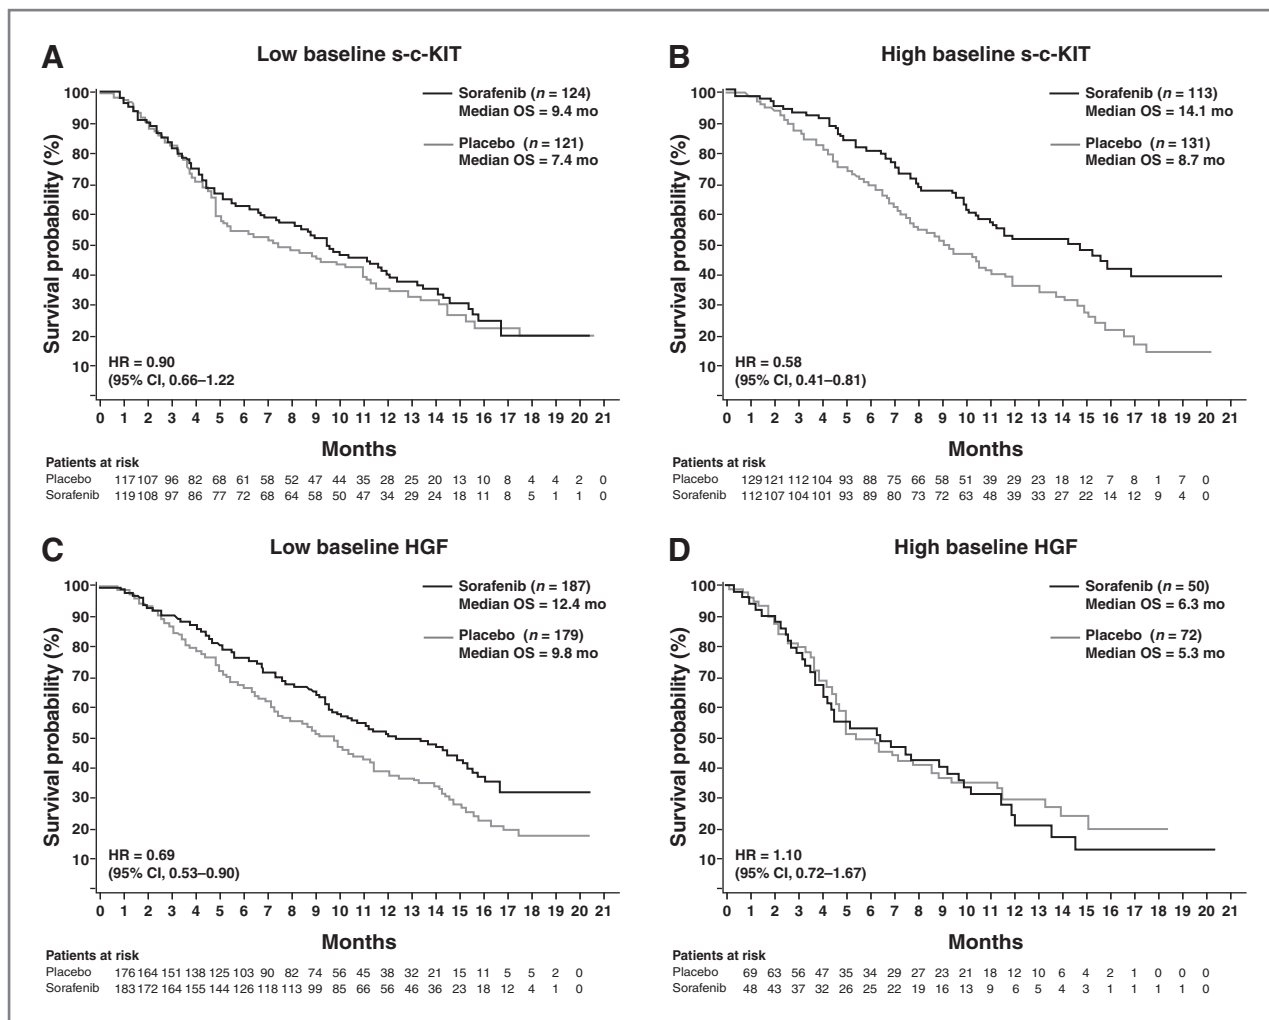 A
Low baseline s-c-KIT
Sorafenib (n = 124)
Median OS = 9.4 mo
Placebo (n = 121)
Median OS = 7.4 mo
Survival probability (%)
100
90
80
70
60
50
40
30
20
10
HR = 0.90
(95% CI, 0.66–1.22
0 1 2 3 4 5 6 7 8 9 10 11 12 13 14 15 16 17 18 19 20 21
Months
Patients at risk
Placebo 117 107 96 82 68 61 58 52 47 44 35 28 25 20 13 10 8 4 4 2 0
Sorafenib 119 108 97 86 77 72 68 64 58 50 47 34 29 24 18 11 8 5 1 1 0
B
High baseline s-c-KIT
Sorafenib (n = 113)
Median OS = 14.1 mo
Placebo (n = 131)
Median OS = 8.7 mo
Survival probability (%)
100
90
80
70
60
50
40
30
20
10
HR = 0.58
(95% CI, 0.41–0.81)
0 1 2 3 4 5 6 7 8 9 10 11 12 13 14 15 16 17 18 19 20 21
Months
Patients at risk
Placebo 129 121 112 104 93 88 75 66 58 51 39 29 23 18 12 7 8 1 7 0
Sorafenib 112 107 104 101 93 89 80 73 72 63 48 39 33 27 22 14 12 9 4 0
C
Low baseline HGF
Sorafenib (n = 187)
Median OS = 12.4 mo
Placebo (n = 179)
Median OS = 9.8 mo
Survival probability (%)
100
90
80
70
60
50
40
30
20
10
HR = 0.69
(95% CI, 0.53–0.90)
0 1 2 3 4 5 6 7 8 9 10 11 12 13 14 15 16 17 18 19 20 21
Months
Patients at risk
Placebo 176 164 151 138 125 103 90 82 74 56 45 38 32 21 15 11 5 5 2 0
Sorafenib 183 172 164 155 144 126 118 113 99 85 66 56 46 36 23 18 12 4 1 0
D
High baseline HGF
Sorafenib (n = 50)
Median OS = 6.3 mo
Placebo (n = 72)
Median OS = 5.3 mo
Survival probability (%)
100
90
80
70
60
50
40
30
20
10
HR = 1.10
(95% CI, 0.72–1.67)
0 1 2 3 4 5 6 7 8 9 10 11 12 13 14 15 16 17 18 19 20 21
Months
Patients at risk
Placebo 69 63 56 47 35 34 29 27 23 21 18 12 10 6 4 2 1 0 0 0
Sorafenib 48 43 37 32 26 25 22 19 16 13 9 6 5 4 3 1 1 1 1 0